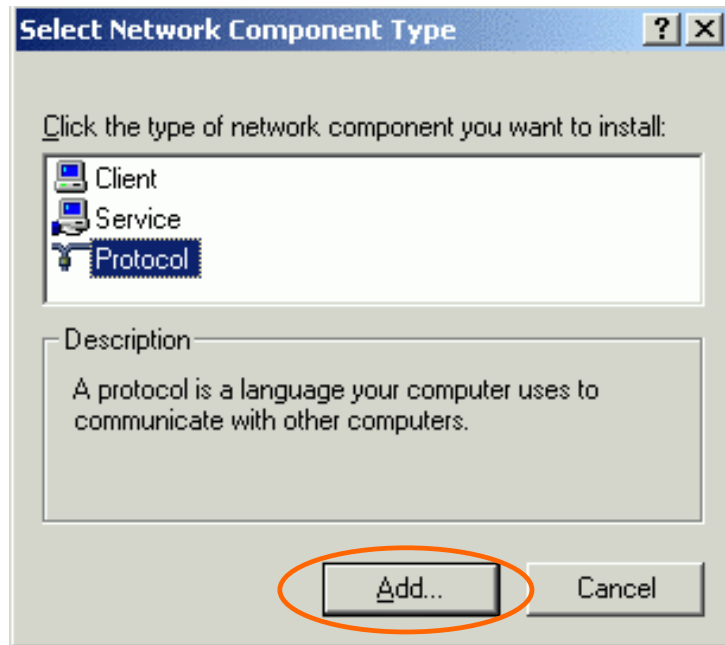 Select Network Component Type
Click the type of network component you want to install:
Client
Service
Protocol
Description
A protocol is a language your computer uses to
communicate with other computers.
Add...
Cancel